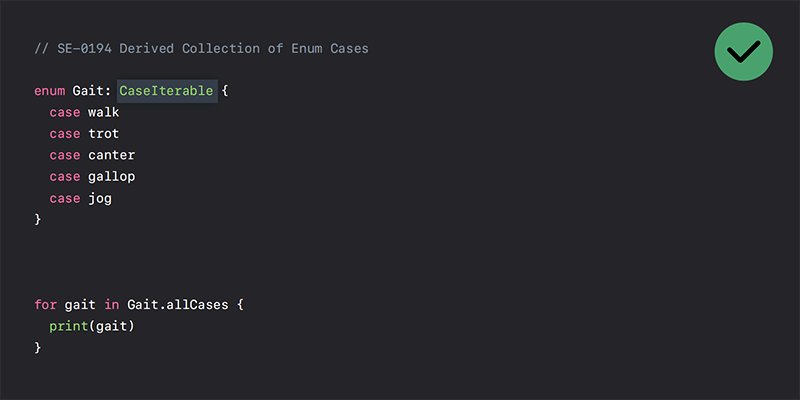 // SE-0194 Derived Collection of Enum Cases
enum Gait: CaseIterable {
  case walk
  case trot
  case canter
  case gallop
  case jog
}
for gait in Gait.allCases {
  print(gait)
}